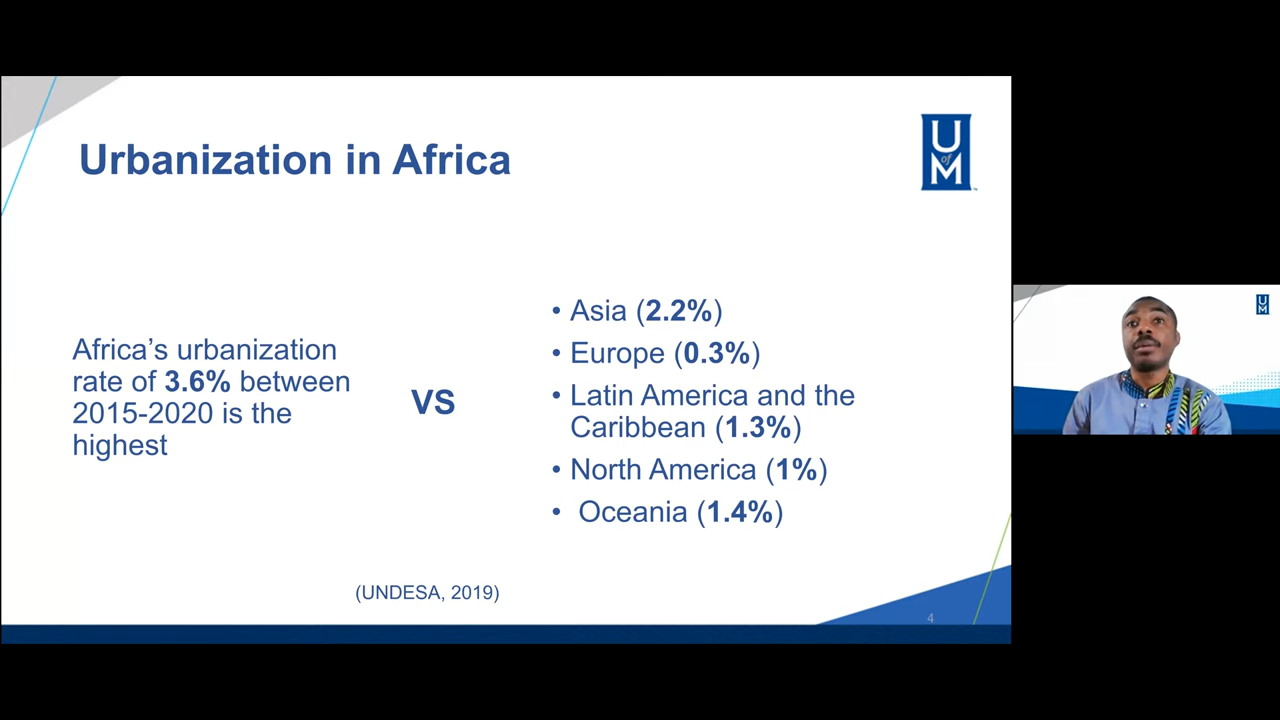 Urbanization in Africa
U
of
M
™
Africa’s urbanization
rate of 3.6% between
2015-2020 is the
highest
VS
• Asia (2.2%)
• Europe (0.3%)
• Latin America and the
Caribbean (1.3%)
• North America (1%)
• Oceania (1.4%)
(UNDESA, 2019)
4
U
M